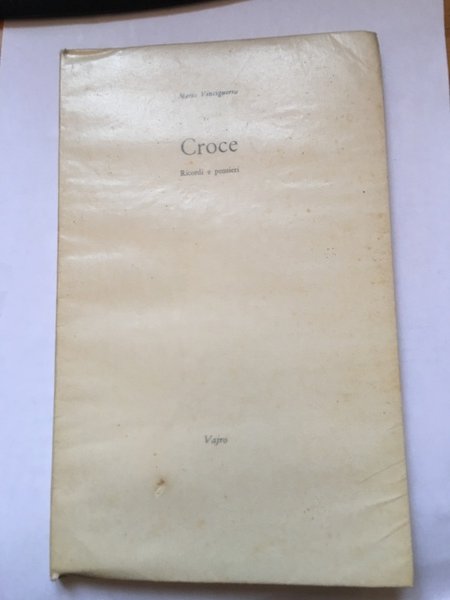 Mario Vinciguerra
Croce
Ricordi e pensieri
Vajro